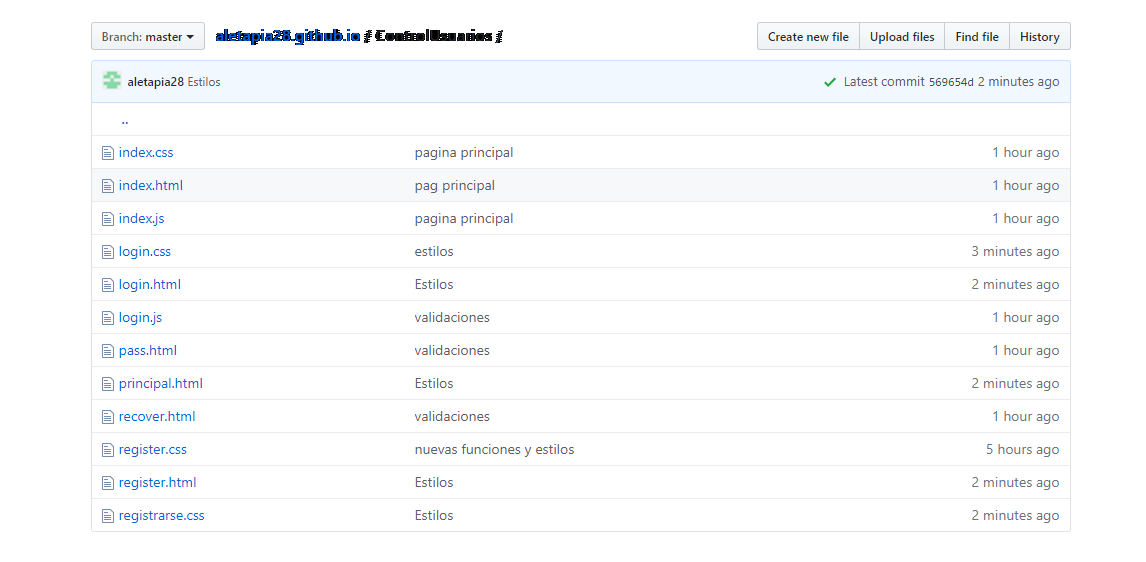 Branch: master aletapia28.github.io / ControlUsuarios / Create new file Upload files Find file History
aletapia28 Estilos Latest commit 569654d 2 minutes ago
..
index.css pagina principal 1 hour ago
index.html pag principal 1 hour ago
index.js pagina principal 1 hour ago
login.css estilos 3 minutes ago
login.html Estilos 2 minutes ago
login.js validaciones 1 hour ago
pass.html validaciones 1 hour ago
principal.html Estilos 2 minutes ago
recover.html validaciones 1 hour ago
register.css nuevas funciones y estilos 5 hours ago
register.html Estilos 2 minutes ago
registrarse.css Estilos 2 minutes ago